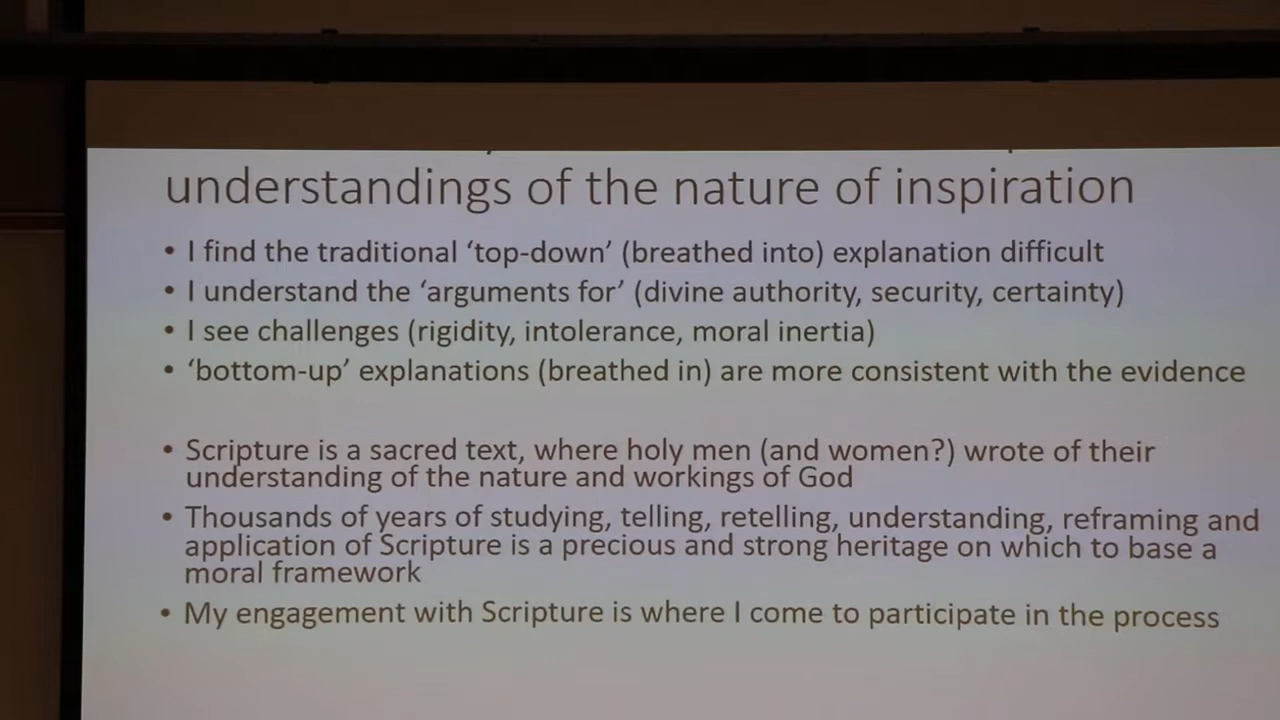 understandings of the nature of inspiration
• I find the traditional ‘top-down’ (breathed into) explanation difficult
• I understand the ‘arguments for’ (divine authority, security, certainty)
• I see challenges (rigidity, intolerance, moral inertia)
• ‘bottom-up’ explanations (breathed in) are more consistent with the evidence
• Scripture is a sacred text, where holy men (and women?) wrote of their
understanding of the nature and workings of God
• Thousands of years of studying, telling, retelling, understanding, reframing and
application of Scripture is a precious and strong heritage on which to base a
moral framework
• My engagement with Scripture is where I come to participate in the process